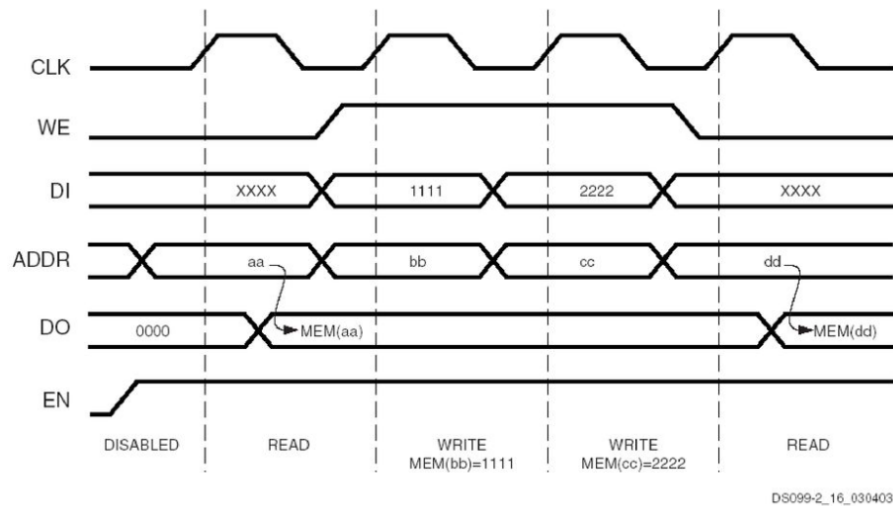 CLK
WE
DI XXXX 1111 2222 XXXX
ADDR aa bb cc dd
DO 0000 MEM(aa) MEM(dd)
EN
DISABLED READ WRITE WRITE READ
MEM(bb)=1111 MEM(cc)=2222
DS099-2_16_030403